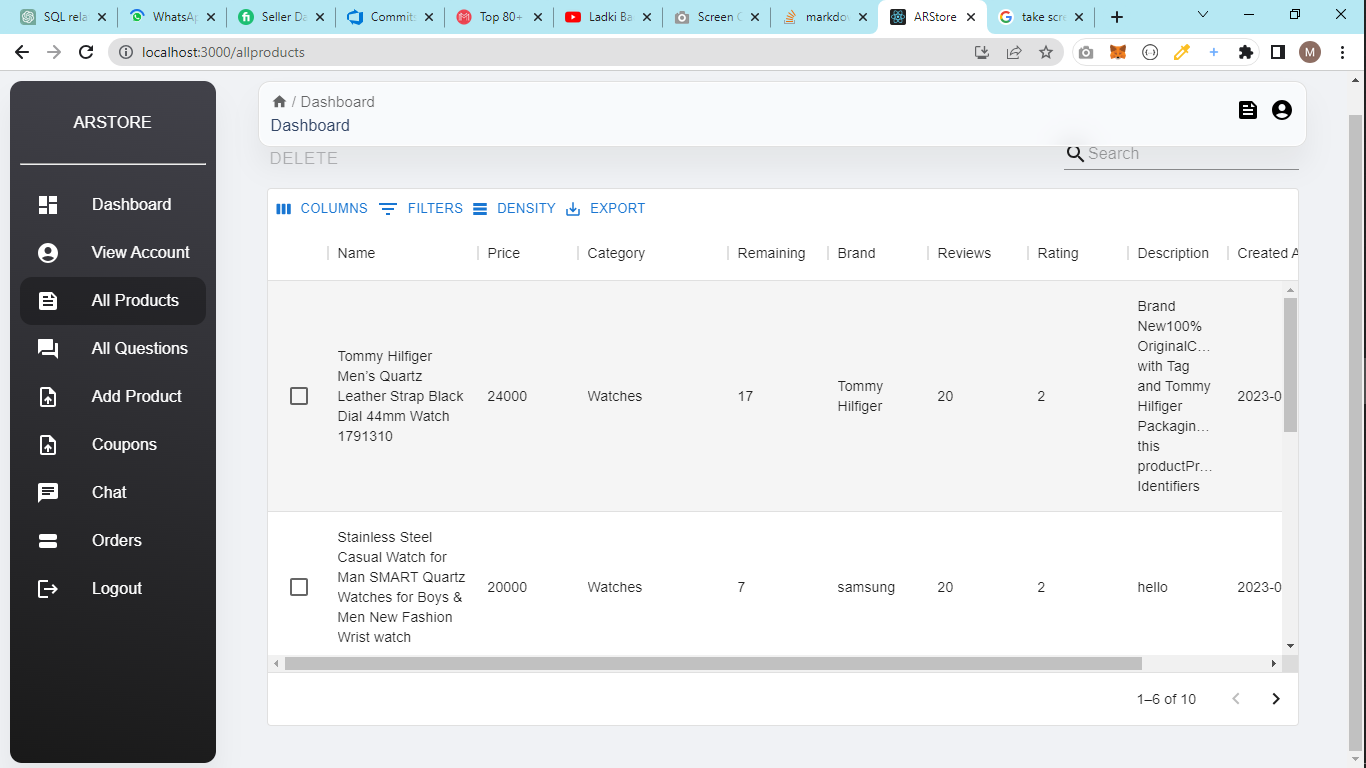 SQL rela
WhatsAp
Seller Da
Commits
Top 80+
Ladki Ba
Screen C
markdo
ARStore
take scre
localhost:3000/allproducts
M
ARSTORE
Dashboard
View Account
All Products
All Questions
Add Product
Coupons
Chat
Orders
Logout
/ Dashboard
Dashboard
DELETE
Search
COLUMNS FILTERS DENSITY EXPORT
Name Price Category Remaining Brand Reviews Rating Description Created A
Tommy Hilfiger
Men's Quartz
Leather Strap Black
Dial 44mm Watch
1791310
24000
Watches
17
Tommy
Hilfiger
20
2
Brand
New100%
OriginalC...
with Tag
and Tommy
Hilfiger
Packagin...
this
productPr...
Identifiers
2023-0
Stainless Steel
Casual Watch for
Man SMART Quartz
Watches for Boys &
Men New Fashion
Wrist watch
20000
Watches
7
samsung
20
2
hello
2023-0
1–6 of 10